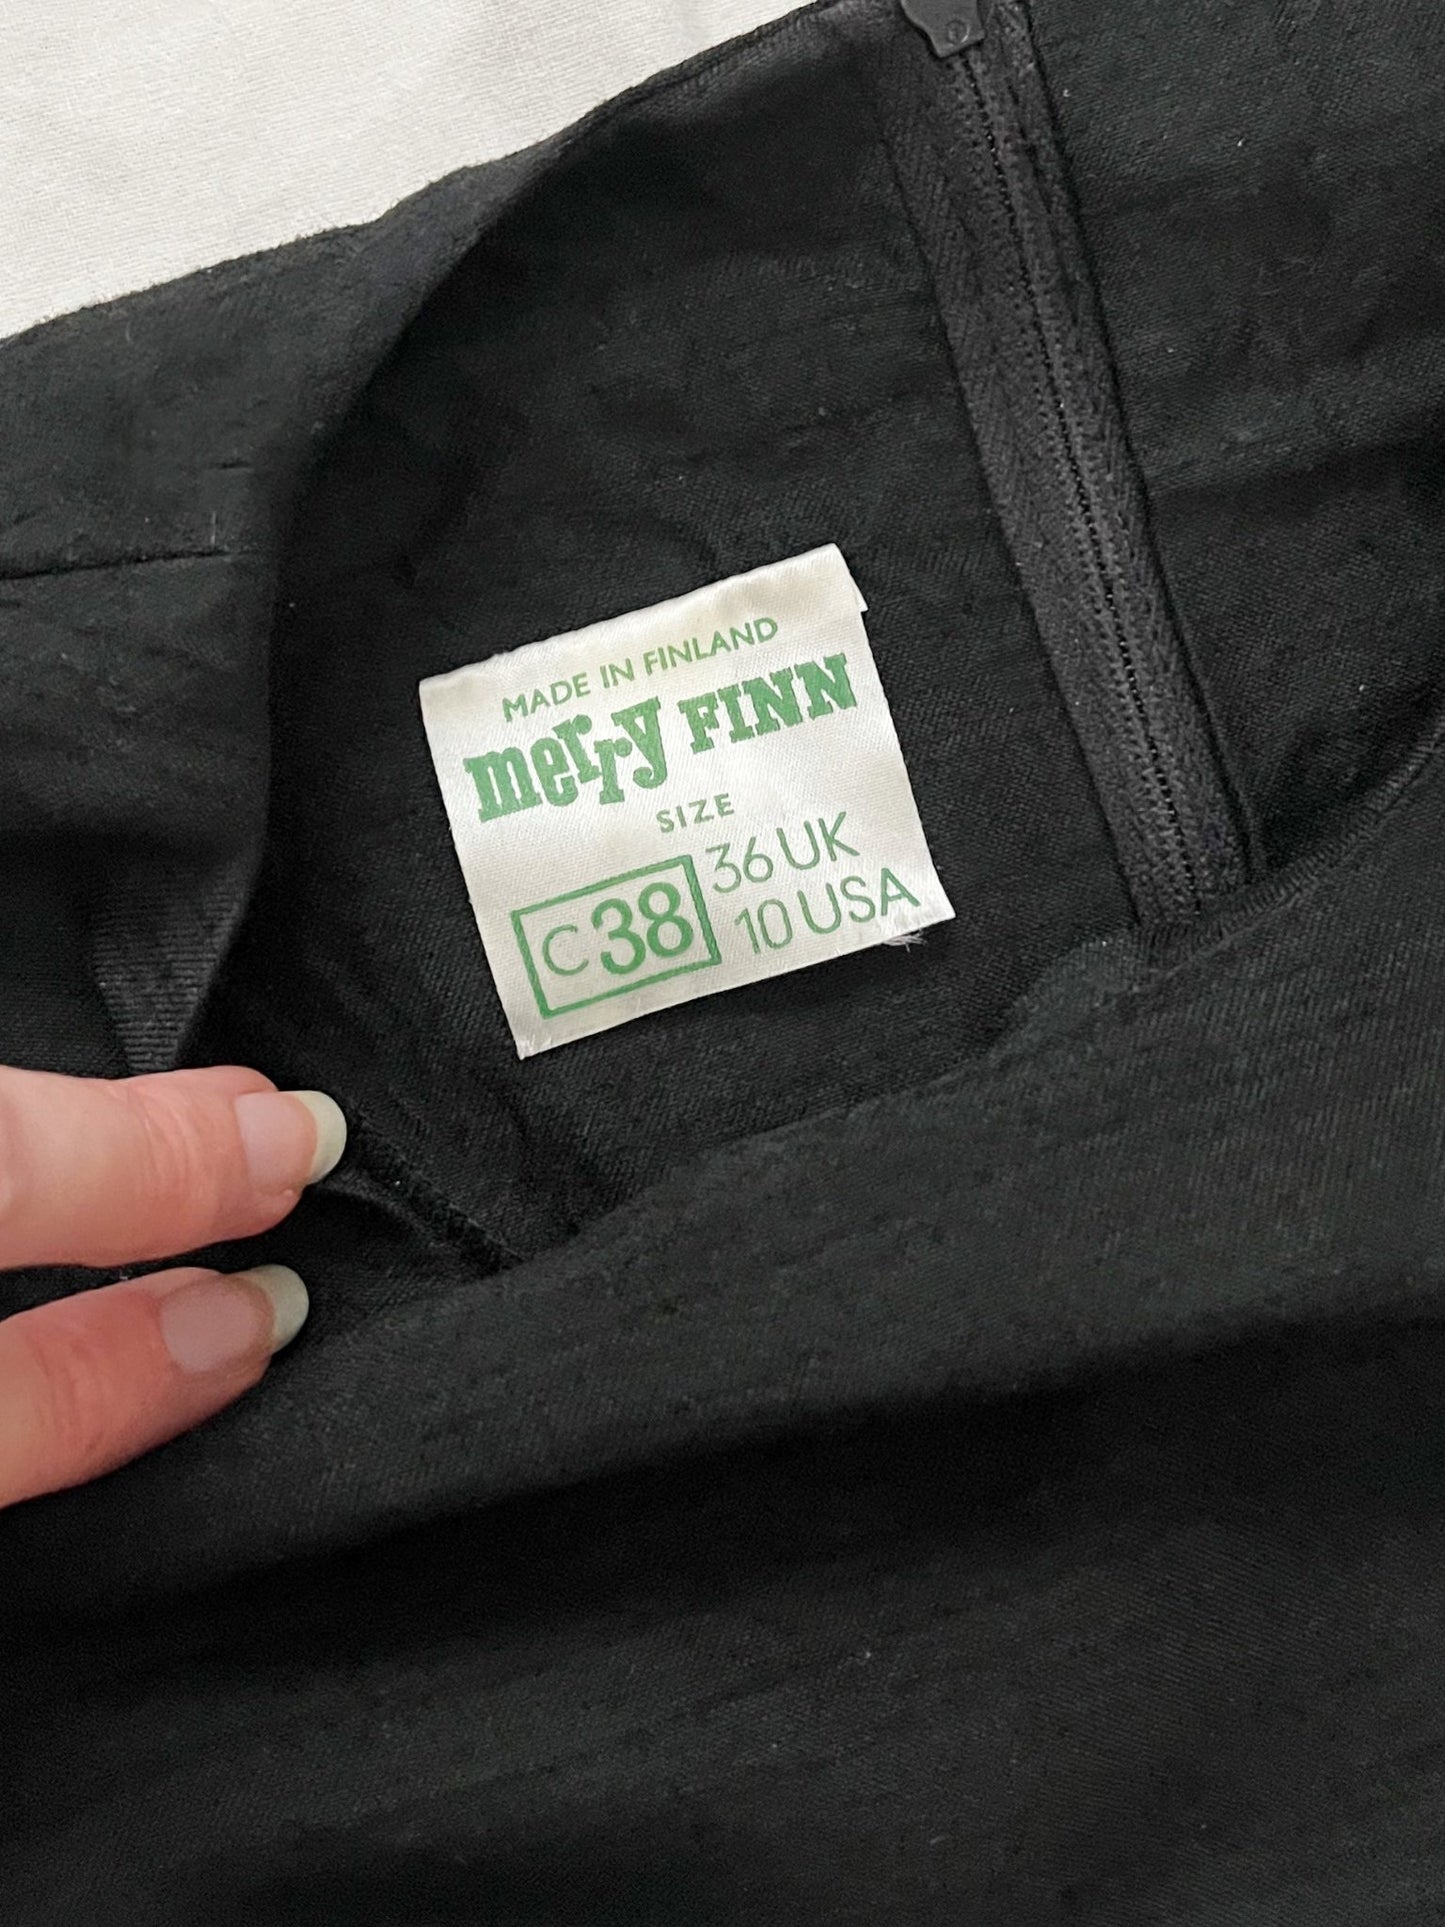 MADE IN FINLAND
merry FINN
SIZE
C38 36 UK
10 USA